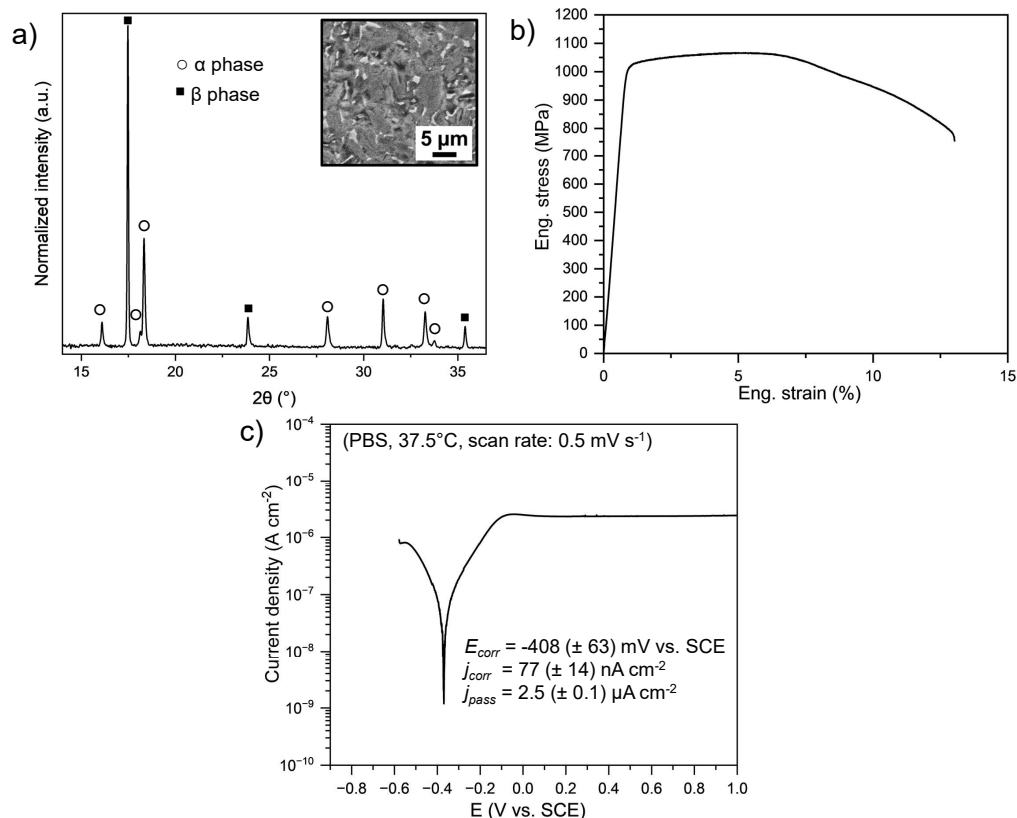 a)
Normalized intensity (a.u.)
○ α phase
■ β phase
5 µm
15 20 25 30 35
2θ (°)
b)
Eng. stress (MPa)
1200
1100
1000
900
800
700
600
500
400
300
200
100
0
0 5 10 15
Eng. strain (%)
c)
(PBS, 37.5°C, scan rate: 0.5 mV s⁻¹)
Current density (A cm⁻²)
10⁻⁴
10⁻⁵
10⁻⁶
10⁻⁷
10⁻⁸
10⁻⁹
10⁻¹⁰
E_corr = -408 (± 63) mV vs. SCE
j_corr = 77 (± 14) nA cm⁻²
j_pass = 2.5 (± 0.1) µA cm⁻²
−0.8 −0.6 −0.4 −0.2 0.0 0.2 0.4 0.6 0.8 1.0
E (V vs. SCE)